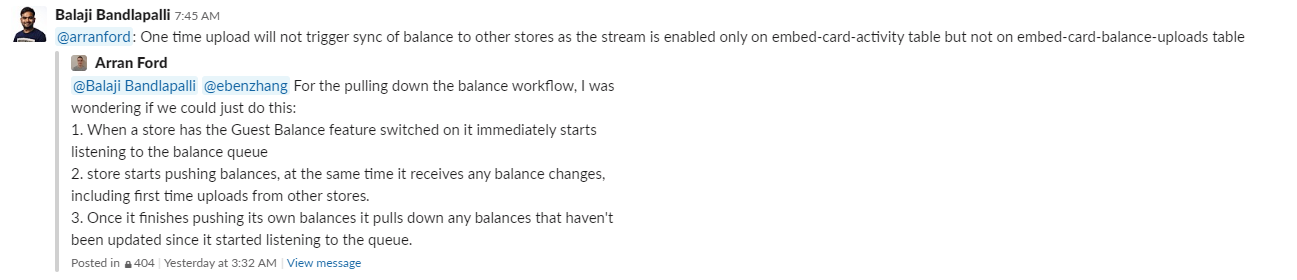 Balaji Bandlapalli 7:45 AM
@arranford: One time upload will not trigger sync of balance to other stores as the stream is enabled only on embed-card-activity table but not on embed-card-balance-uploads table
Arran Ford
@Balaji Bandlapalli @ebenzhang For the pulling down the balance workflow, I was
wondering if we could just do this:
1. When a store has the Guest Balance feature switched on it immediately starts
listening to the balance queue
2. store starts pushing balances, at the same time it receives any balance changes,
including first time uploads from other stores.
3. Once it finishes pushing its own balances it pulls down any balances that haven't
been updated since it started listening to the queue.
Posted in 404 | Yesterday at 3:32 AM | View message